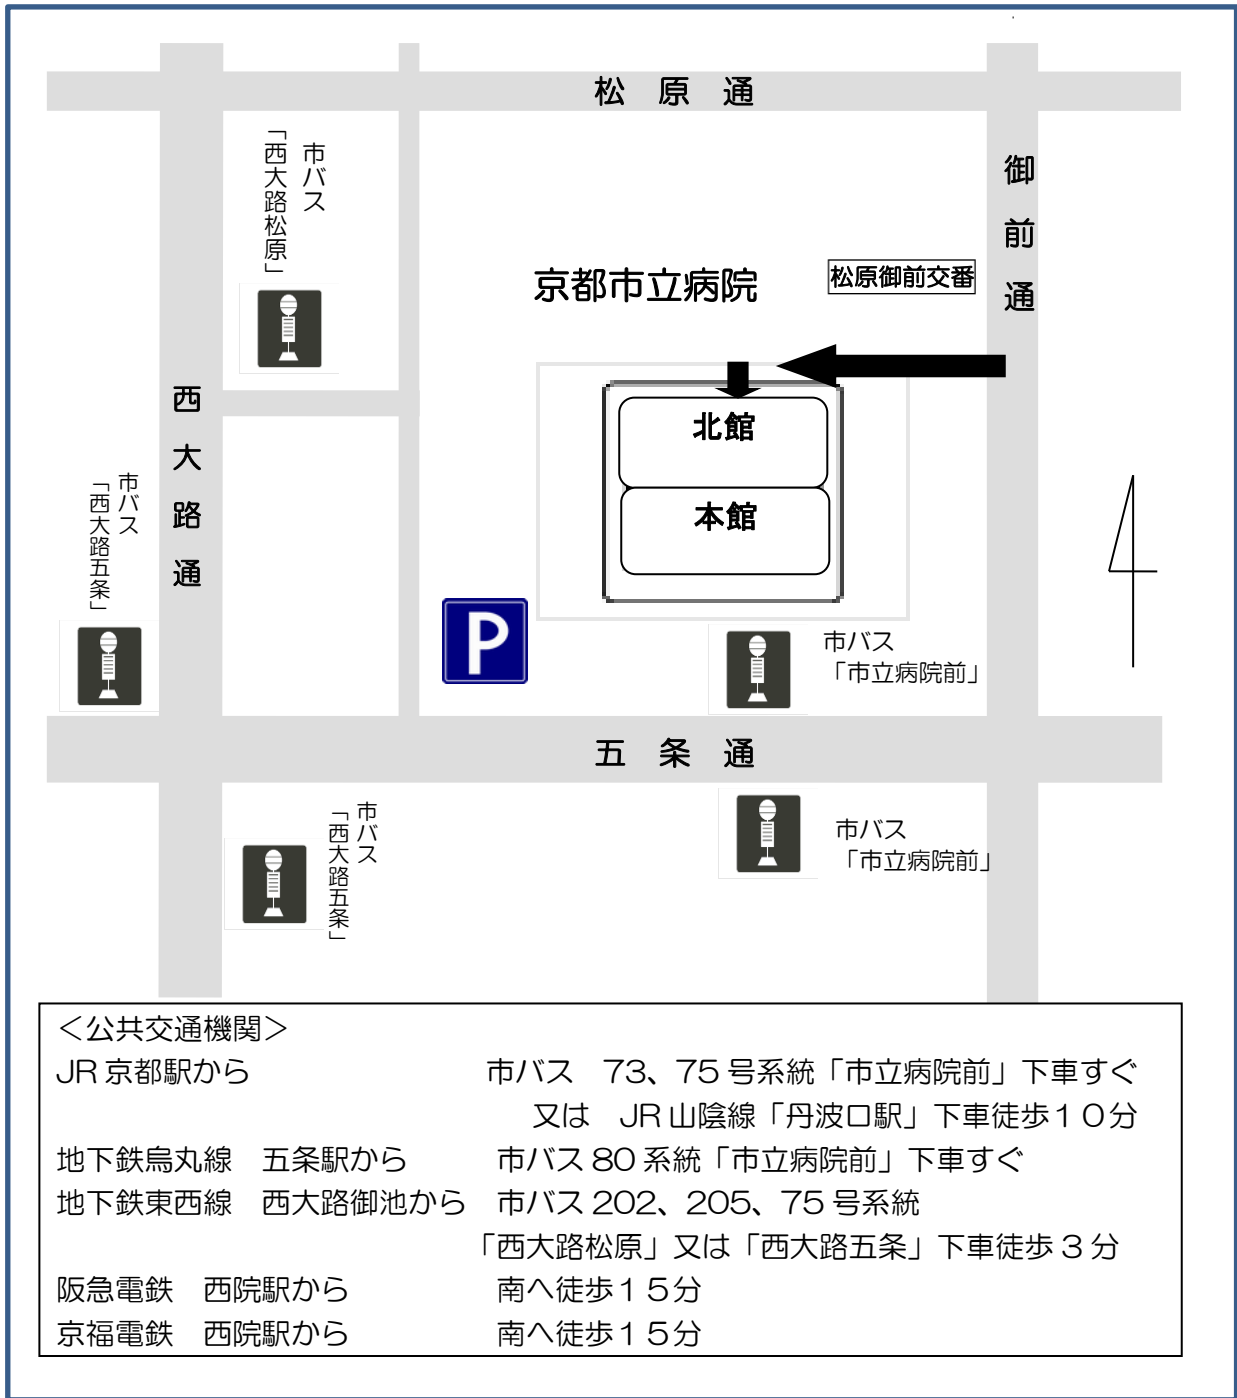 松原通
市バス
「西大路松原」
御前通
京都市立病院
松原御前交番
西大路通
北館
本館
市バス
「西大路五条」
P
市バス
「市立病院前」
五条通
市バス
「西大路五条」
市バス
「市立病院前」
＜公共交通機関＞
JR京都駅から 市バス 73、75号系統「市立病院前」下車すぐ
又は JR山陰線「丹波口駅」下車徒歩10分
地下鉄烏丸線 五条駅から 市バス80系統「市立病院前」下車すぐ
地下鉄東西線 西大路御池から 市バス202、205、75号系統
「西大路松原」又は「西大路五条」下車徒歩3分
阪急電鉄 西院駅から 南へ徒歩15分
京福電鉄 西院駅から 南へ徒歩15分